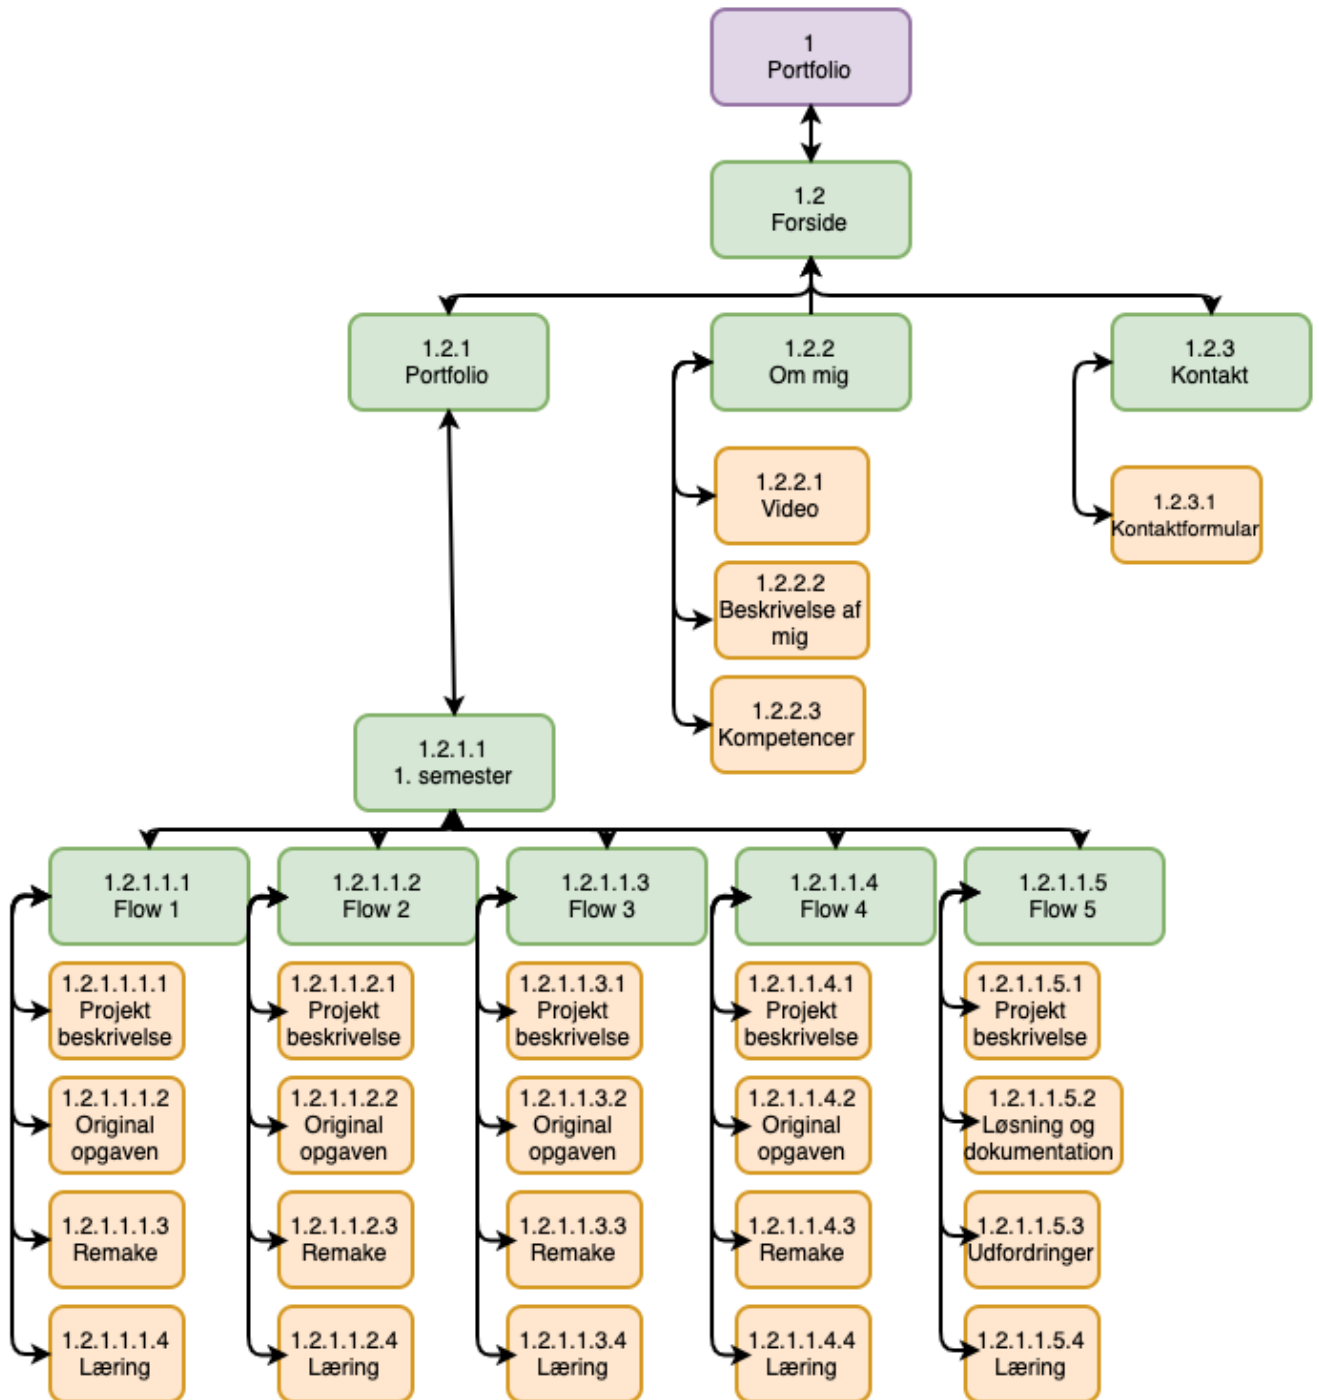 1
Portfolio
1.2
Forside
1.2.1
Portfolio
1.2.2
Om mig
1.2.3
Kontakt
1.2.2.1
Video
1.2.3.1
Kontaktformular
1.2.2.2
Beskrivelse af
mig
1.2.2.3
Kompetencer
1.2.1.1
1. semester
1.2.1.1.1
Flow 1
1.2.1.1.2
Flow 2
1.2.1.1.3
Flow 3
1.2.1.1.4
Flow 4
1.2.1.1.5
Flow 5
1.2.1.1.1.1
Projekt
beskrivelse
1.2.1.1.2.1
Projekt
beskrivelse
1.2.1.1.3.1
Projekt
beskrivelse
1.2.1.1.4.1
Projekt
beskrivelse
1.2.1.1.5.1
Projekt
beskrivelse
1.2.1.1.1.2
Original
opgaven
1.2.1.1.2.2
Original
opgaven
1.2.1.1.3.2
Original
opgaven
1.2.1.1.4.2
Original
opgaven
1.2.1.1.5.2
Løsning og
dokumentation
1.2.1.1.1.3
Remake
1.2.1.1.2.3
Remake
1.2.1.1.3.3
Remake
1.2.1.1.4.3
Remake
1.2.1.1.5.3
Udfordringer
1.2.1.1.1.4
Læring
1.2.1.1.2.4
Læring
1.2.1.1.3.4
Læring
1.2.1.1.4.4
Læring
1.2.1.1.5.4
Læring